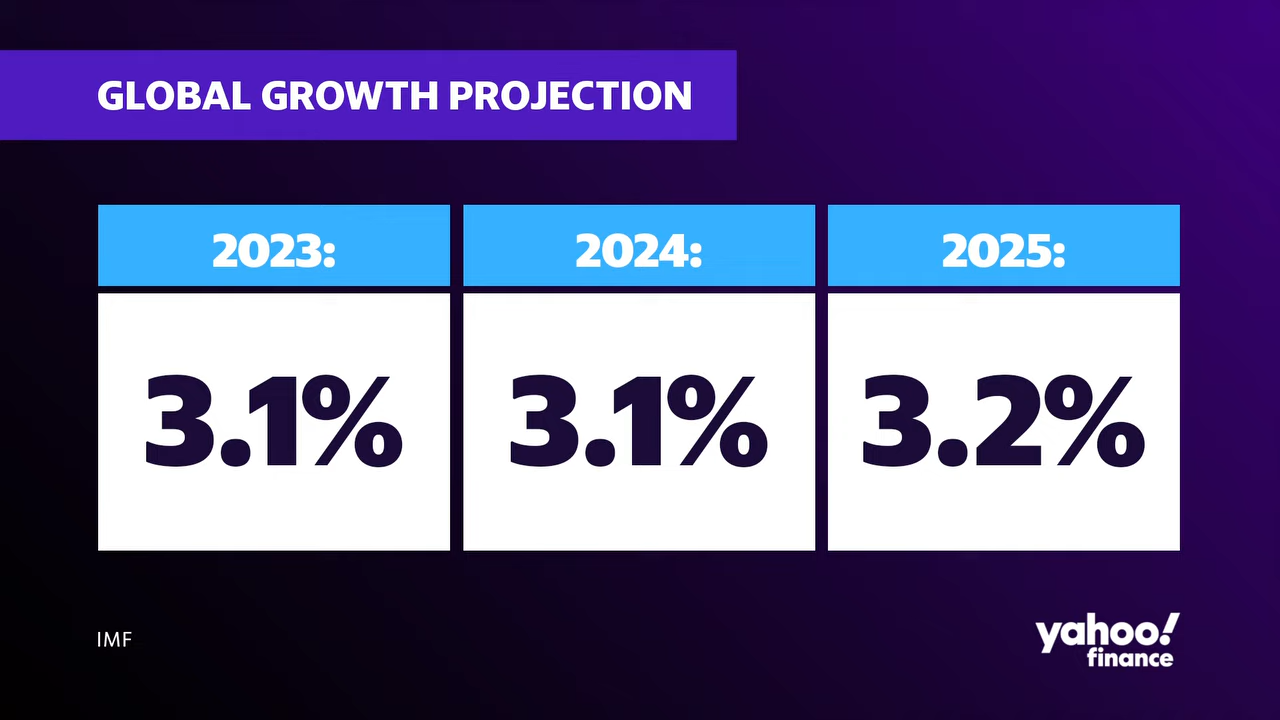 GLOBAL GROWTH PROJECTION
2023:
2024:
2025:
3.1%
3.1%
3.2%
IMF
yahoo!
finance